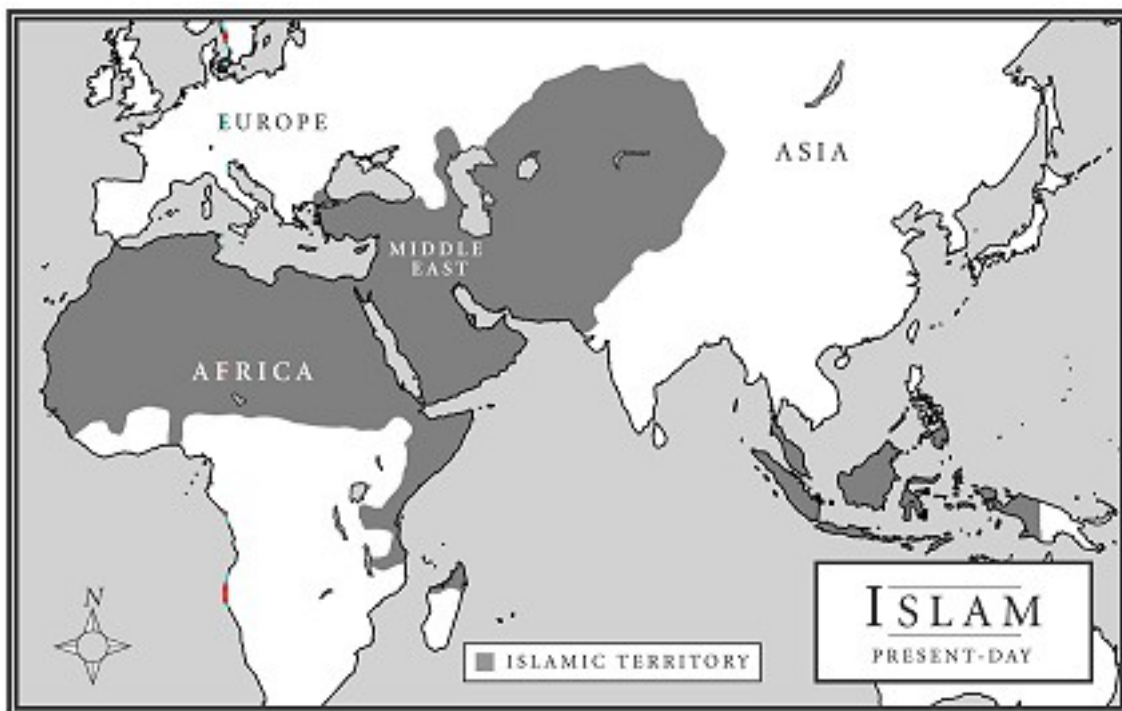 EUROPE
ASIA
MIDDLE
EAST
AFRICA
N
ISLAMIC TERRITORY
ISLAM
PRESENT-DAY